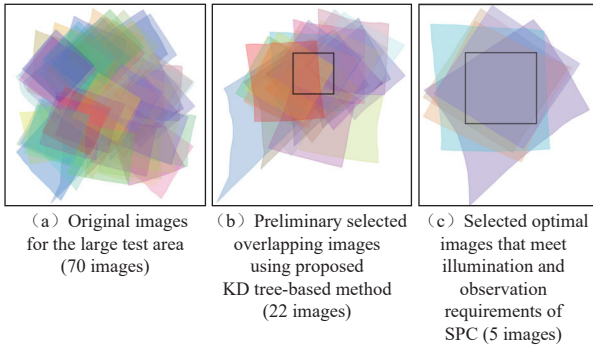 （a）Original images
for the large test area
(70 images)
（b）Preliminary selected
overlapping images
using proposed
KD tree-based method
(22 images)
（c）Selected optimal
images that meet
illumination and
observation
requirements of
SPC (5 images)